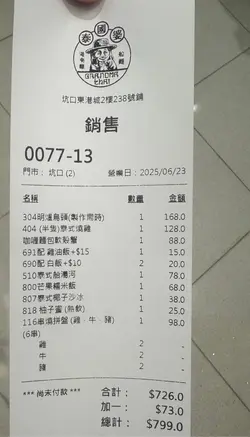 泰國婆
GRANDMA
THAI
坑口東港城2樓238號鋪
銷售
0077-13
門市： 坑口 (2)
營業日：2025/06/23
名稱 數量 金額
304明爐烏頭(製作需時) 1 168.0
404 (半隻)泰式燒雞 1 128.0
咖喱麵包軟殼蟹 1 88.0
691配 雞油飯+$15 1 15.0
690配 白飯+$10 2 20.0
510泰式船河 1 78.0
800芒果糯米飯 1 68.0
807泰式椰子沙冰 1 38.0
818 柚子蜜 (熱飲) 1 25.0
116串燒拼盤 (雞、牛、豬) 1 98.0
(6串)
雞 2 -
牛 2 -
豬 2 -
*** 尚未付款 ***
合計： $726.0
加一： $73.0
總計： $799.0